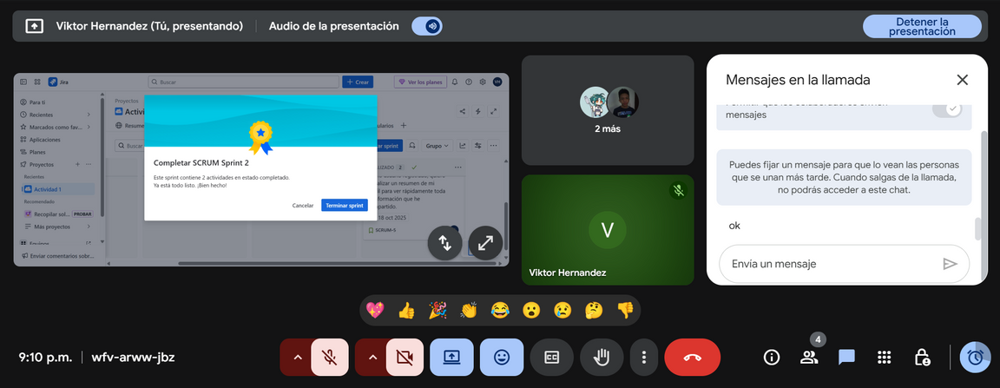 Viktor Hernandez (Tú, presentando)
Audio de la presentación
Detener la
presentación
Jira
Buscar
+ Crear
Ver los planes
VH
Para ti
Recientes
Marcados como fav...
Aplicaciones
Planes
Proyectos
Recientes
Actividad 1
Recomendado
Recopilar sol... PROBAR
Más proyectos
Enviar comentarios sobr...
Proyectos
Activi
Resume
Buscar
Completar SCRUM Sprint 2
Este sprint contiene 2 actividades en estado completado.
Ya está todo listo. ¡Bien hecho!
Cancelar
Terminar sprint
ularios
ar sprint
Grupo
LIZADO 2
alizar un resumen de mi
l para ver rápidamente toda
formación que he
partido.
18 oct 2025
SCRUM-5
2 más
V
Viktor Hernandez
Mensajes en la llamada
mensajes
Puedes fijar un mensaje para que lo vean las personas
que se unan más tarde. Cuando salgas de la llamada,
no podrás acceder a este chat.
ok
Envía un mensaje
9:10 p.m.
wfv-arww-jbz
CC
4